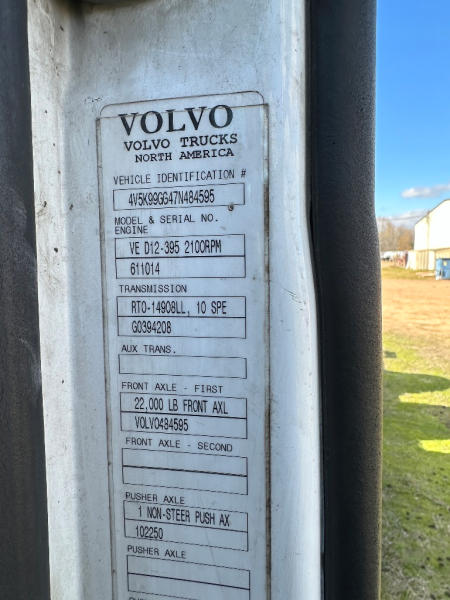 VOLVO
VOLVO TRUCKS
NORTH AMERICA
VEHICLE IDENTIFICATION #
4V5K99GG47N484595
MODEL & SERIAL NO.
ENGINE
VE D12-395 2100RPM
611014
TRANSMISSION
RTO-14908LL, 10 SPE
G0394208
AUX TRANS.
FRONT AXLE - FIRST
22,000 LB FRONT AXL
VOLVO484595
FRONT AXLE - SECOND
PUSHER AXLE
1 NON-STEER PUSH AX
102250
PUSHER AXLE